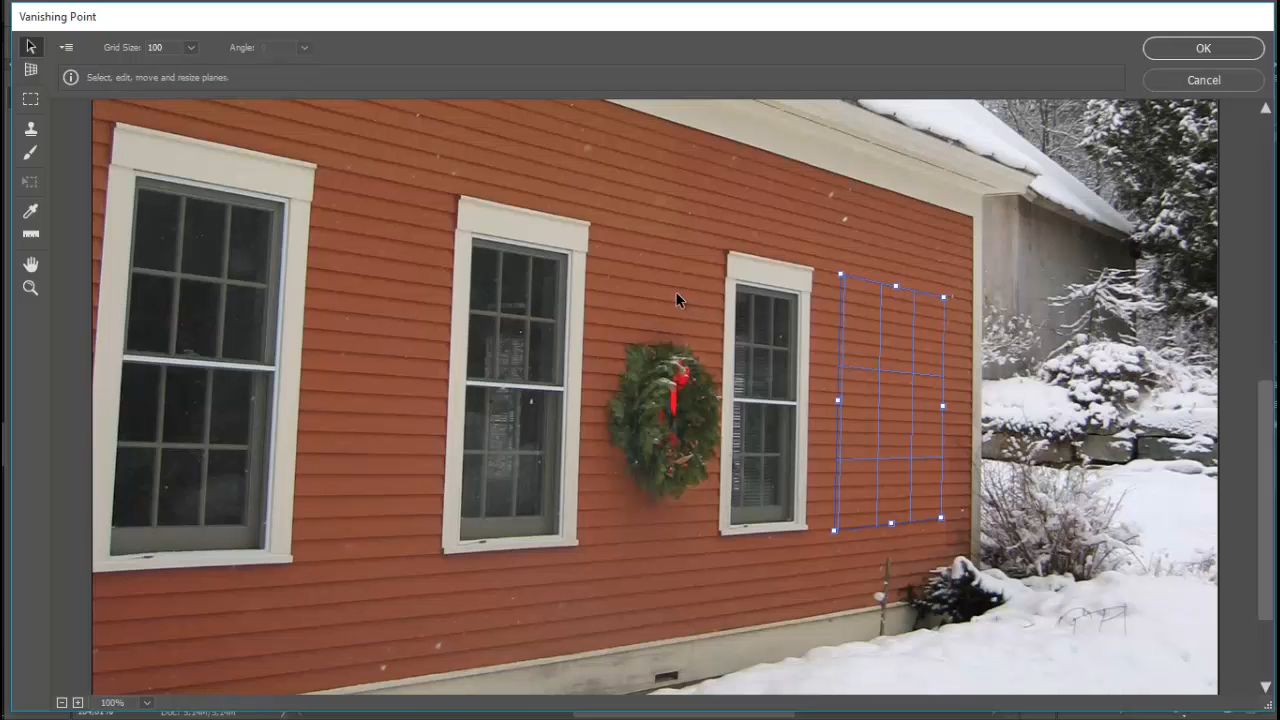 Vanishing Point
Grid Size: 100 Angle:
OK
Select, edit, move and resize planes.
Cancel
100%